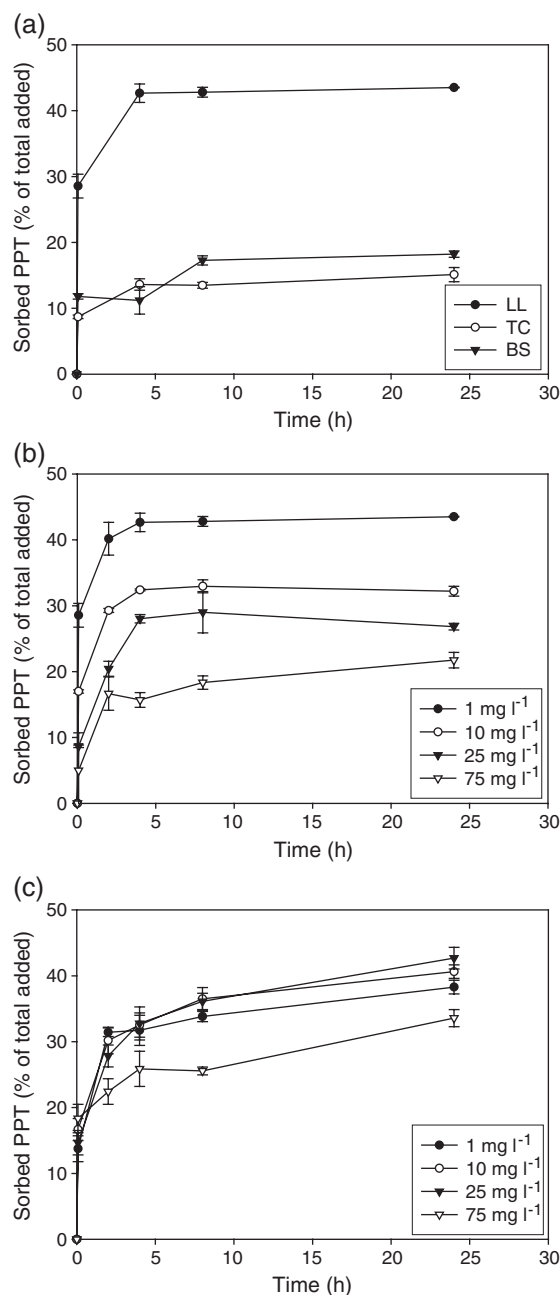 (a)
Sorbed PPT (% of total added)
50
40
30
20
10
0
LL
TC
BS
0 5 10 15 20 25 30
Time (h)
(b)
Sorbed PPT (% of total added)
50
40
30
20
10
0
1 mg l⁻¹
10 mg l⁻¹
25 mg l⁻¹
75 mg l⁻¹
0 5 10 15 20 25 30
Time (h)
(c)
Sorbed PPT (% of total added)
50
40
30
20
10
0
1 mg l⁻¹
10 mg l⁻¹
25 mg l⁻¹
75 mg l⁻¹
0 5 10 15 20 25 30
Time (h)